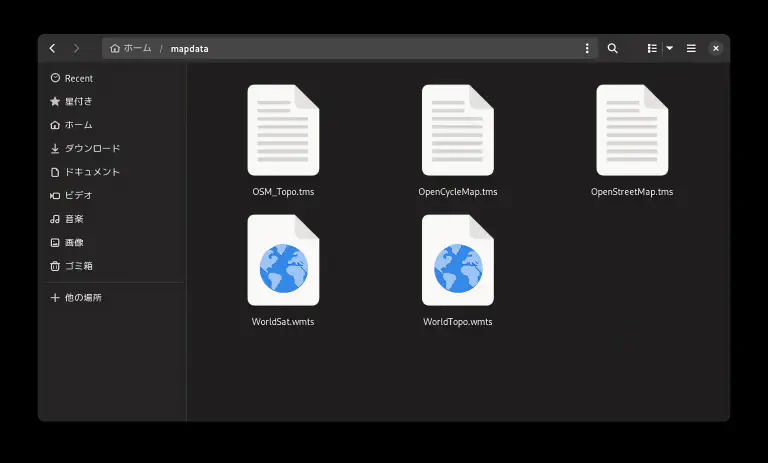 ホーム / mapdata
Recent
星付き
ホーム
ダウンロード
ドキュメント
ビデオ
音楽
画像
ゴミ箱
他の場所
OSM_Topo.tms
OpenCycleMap.tms
OpenStreetMap.tms
WorldSat.wmts
WorldTopo.wmts